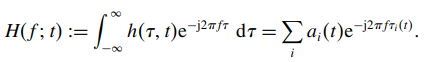 H(f; t) := ∫_{−∞}^{∞} h(τ, t)e^{−j2πfτ} dτ = ∑_i a_i(t)e^{−j2πfτ_i(t)}.